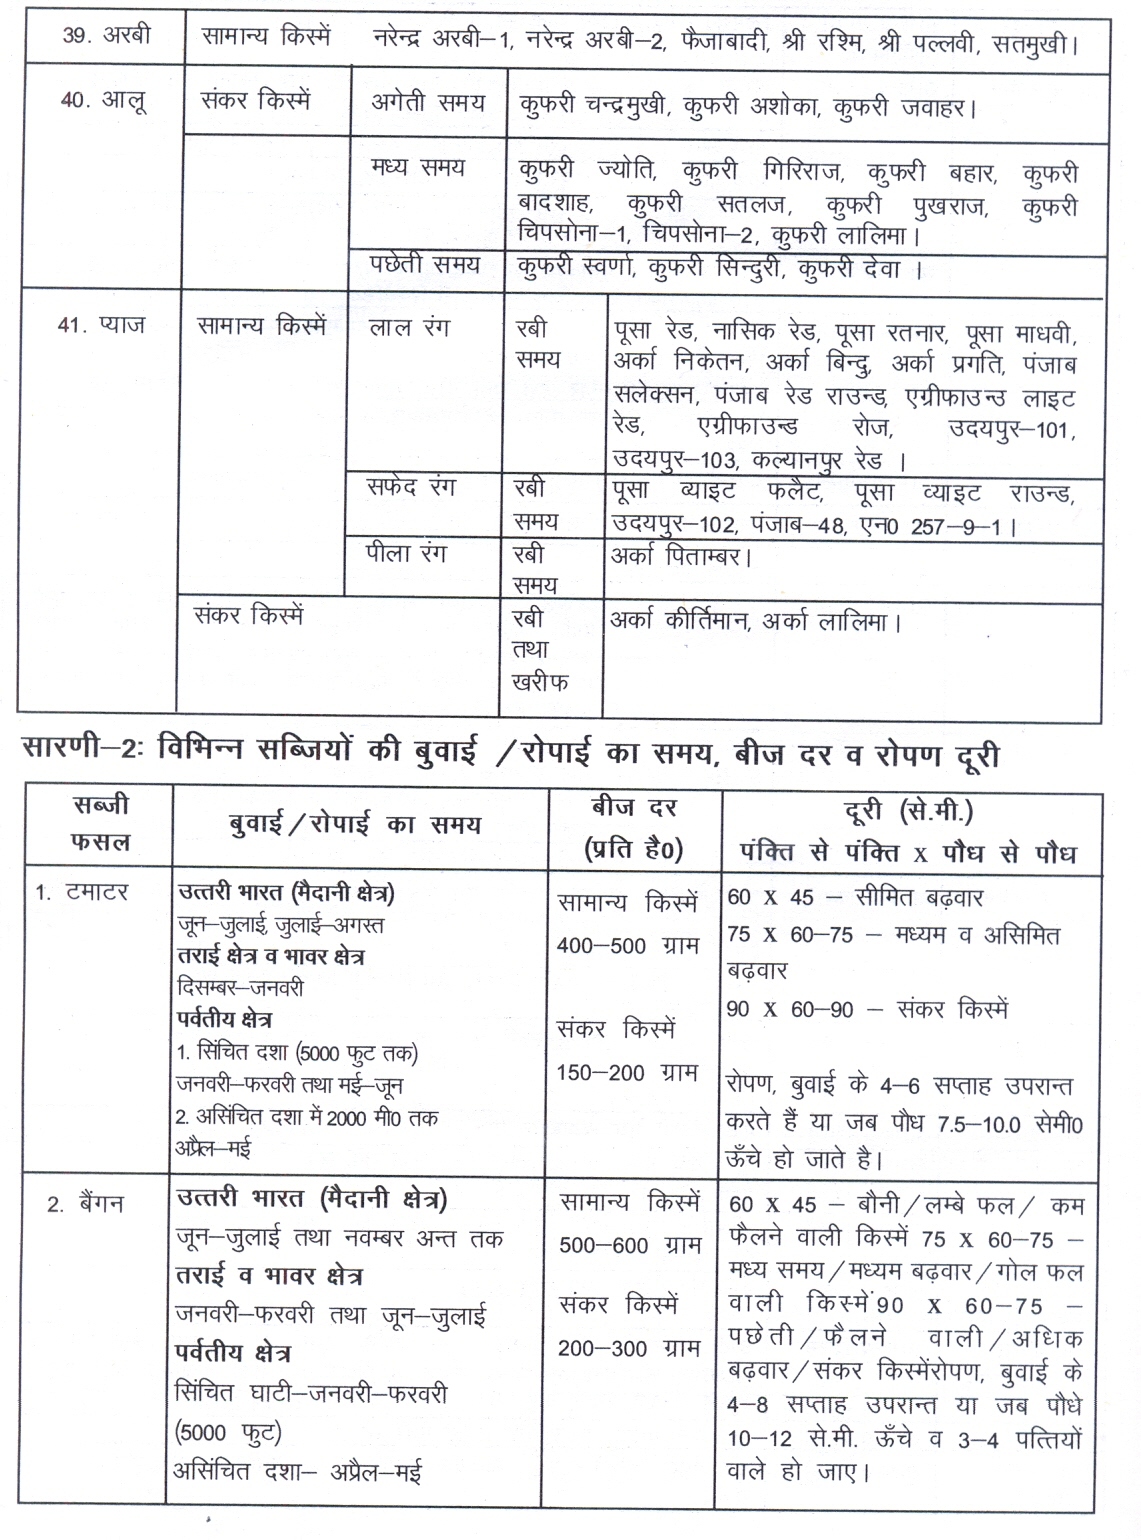 39. अरबी सामान्य किस्में नरेन्द्र अरबी–1, नरेन्द्र अरबी–2, फैजाबादी, श्री रश्मि, श्री पल्लवी, सतमुखी।
40. आलू संकर किस्में अगेती समय कुफरी चन्द्रमुखी, कुफरी अशोका, कुफरी जवाहर।
मध्य समय कुफरी ज्योति, कुफरी गिरिराज, कुफरी बहार, कुफरी
बादशाह, कुफरी सतलज, कुफरी पुखराज, कुफरी
चिपसोना–1, चिपसोना–2, कुफरी लालिमा।
पछेती समय कुफरी स्वर्णा, कुफरी सिन्दुरी, कुफरी देवा ।
41. प्याज सामान्य किस्में लाल रंग रबी
समय
पूसा रेड, नासिक रेड, पूसा रतनार, पूसा माधवी,
अर्का निकेतन, अर्का बिन्दु, अर्का प्रगति, पंजाब
सलेक्सन, पंजाब रेड राउन्ड, एग्रीफाउन्उ लाइट
रेड, एग्रीफाउन्ड रोज, उदयपुर–101,
उदयपुर–103, कल्यानपुर रेड ।
सफेद रंग रबी
समय
पूसा व्याइट फलैट, पूसा व्याइट राउन्ड,
उदयपुर–102, पंजाब–48, एन0 257–9–1।
पीला रंग रबी
समय
अर्का पिताम्बर।
संकर किस्में रबी
तथा
खरीफ
अर्का कीर्तिमान, अर्का लालिमा।
सारणी–2: विभिन्न सब्जियों की बुवाई /रोपाई का समय, बीज दर व रोपण दूरी
सब्जी
फसल
बुवाई/रोपाई का समय
बीज दर
(प्रति है0)
दूरी (से.मी.)
पंक्ति से पंक्ति x पौध से पौध
1. टमाटर
उत्तरी भारत (मैदानी क्षेत्र)
जून–जुलाई, जुलाई–अगस्त
तराई क्षेत्र व भावर क्षेत्र
दिसम्बर–जनवरी
पर्वतीय क्षेत्र
1. सिंचित दशा (5000 फुट तक)
जनवरी–फरवरी तथा मई–जून
2. असिंचित दशा में 2000 मी0 तक
अप्रैल–मई
सामान्य किस्में
400–500 ग्राम
संकर किस्में
150–200 ग्राम
60 X 45 – सीमित बढ़वार
75 X 60–75 – मध्यम व असिमित
बढ़वार
90 X 60–90 – संकर किस्में
रोपण, बुवाई के 4–6 सप्ताह उपरान्त
करते हैं या जब पौध 7.5–10.0 सेमी0
ऊँचे हो जाते है।
2. बैंगन
उत्तरी भारत (मैदानी क्षेत्र)
जून–जुलाई तथा नवम्बर अन्त तक
तराई व भावर क्षेत्र
जनवरी–फरवरी तथा जून–जुलाई
पर्वतीय क्षेत्र
सिंचित घाटी–जनवरी–फरवरी
(5000 फुट)
असिंचित दशा– अप्रैल–मई
सामान्य किस्में
500–600 ग्राम
संकर किस्में
200–300 ग्राम
60 X 45 – बौनी/लम्बे फल/ कम
फैलने वाली किस्में 75 X 60–75 –
मध्य समय/मध्यम बढ़वार/गोल फल
वाली किस्में 90 X 60–75 –
पछेती/फैलने वाली/अधिक
बढ़वार/संकर किस्मेंरोपण, बुवाई के
4–8 सप्ताह उपरान्त या जब पौधे
10–12 से.मी. ऊँचे व 3–4 पत्तियों
वाले हो जाए।